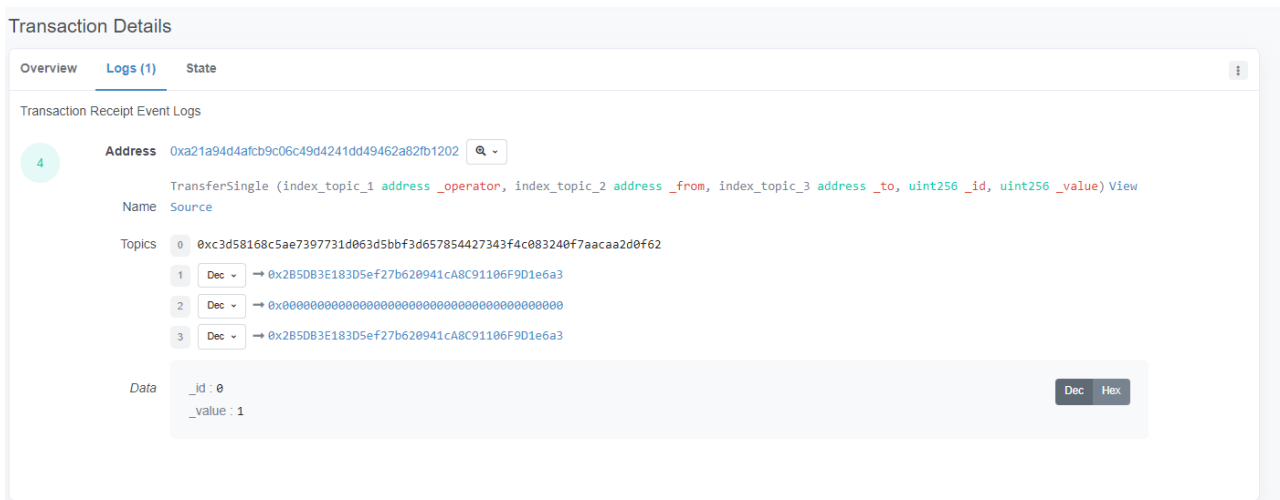 Transaction Details
Overview Logs (1) State
Transaction Receipt Event Logs
4
Address 0xa21a94d4afcb9c06c49d4241dd49462a82fb1202
Name TransferSingle (index_topic_1 address _operator, index_topic_2 address _from, index_topic_3 address _to, uint256 _id, uint256 _value) View
Source
Topics 0 0xc3d58168c5ae7397731d063d5bbf3d657854427343f4c083240f7aacaa2d0f62
1 Dec → 0x2B5DB3E183D5ef27b620941cA8C91106F9D1e6a3
2 Dec → 0x0000000000000000000000000000000000000000
3 Dec → 0x2B5DB3E183D5ef27b620941cA8C91106F9D1e6a3
Data _id : 0 Dec Hex
_value : 1